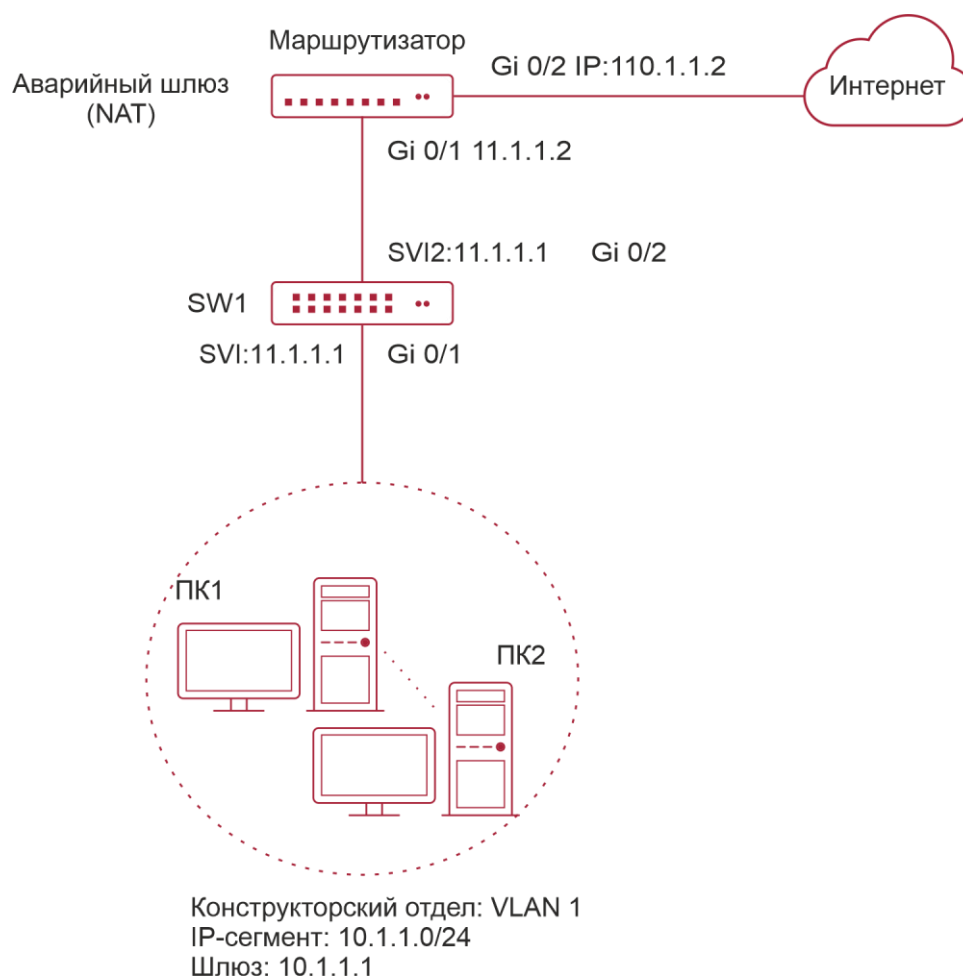 Маршрутизатор
Аварийный шлюз
(NAT)
Gi 0/2 IP:110.1.1.2
Интернет
Gi 0/1 11.1.1.2
SVI2:11.1.1.1 Gi 0/2
SW1
SVI:11.1.1.1 Gi 0/1
ПК1
ПК2
Конструкторский отдел: VLAN 1
IP-сегмент: 10.1.1.0/24
Шлюз: 10.1.1.1